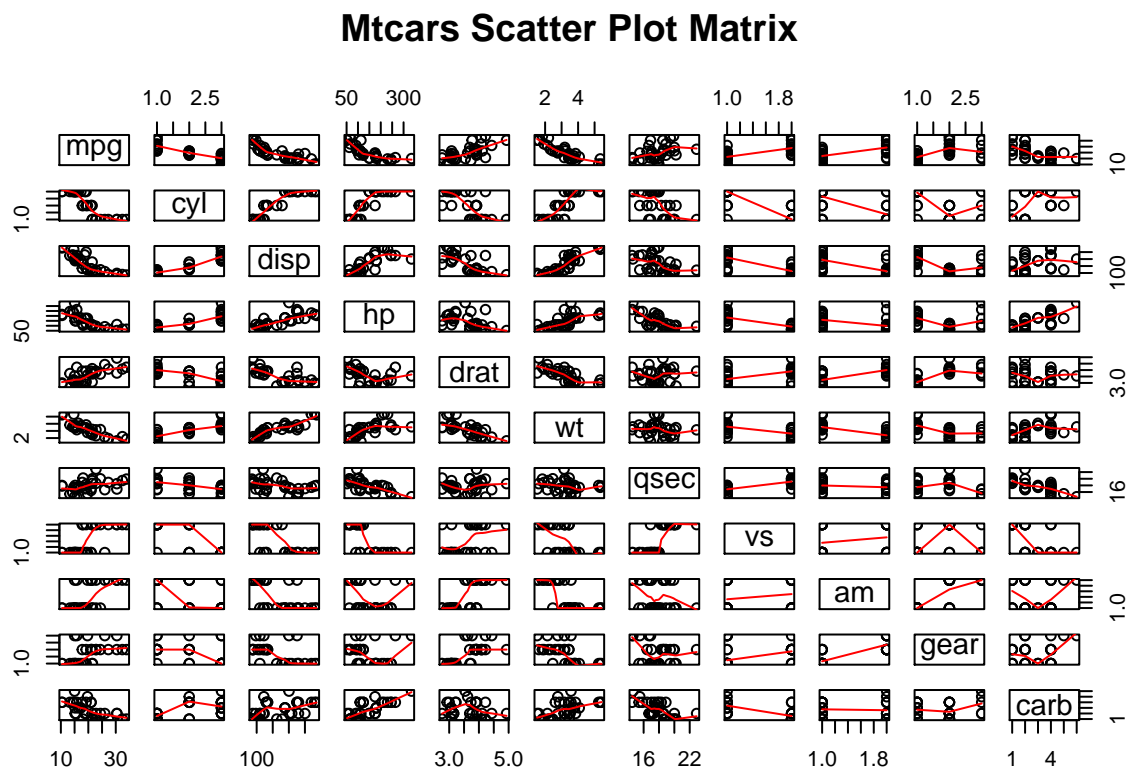 Mtcars Scatter Plot Matrix
1.0 2.5 50 300 2 4 1.0 1.8 1.0 2.5
mpg 10
1.0 cyl
disp 100
50 hp
drat 3.0
2 wt
qsec 16
1.0 vs
am 1.0
1.0 gear
carb 1
10 30 100 3.0 5.0 16 22 1.0 1.8 1 4